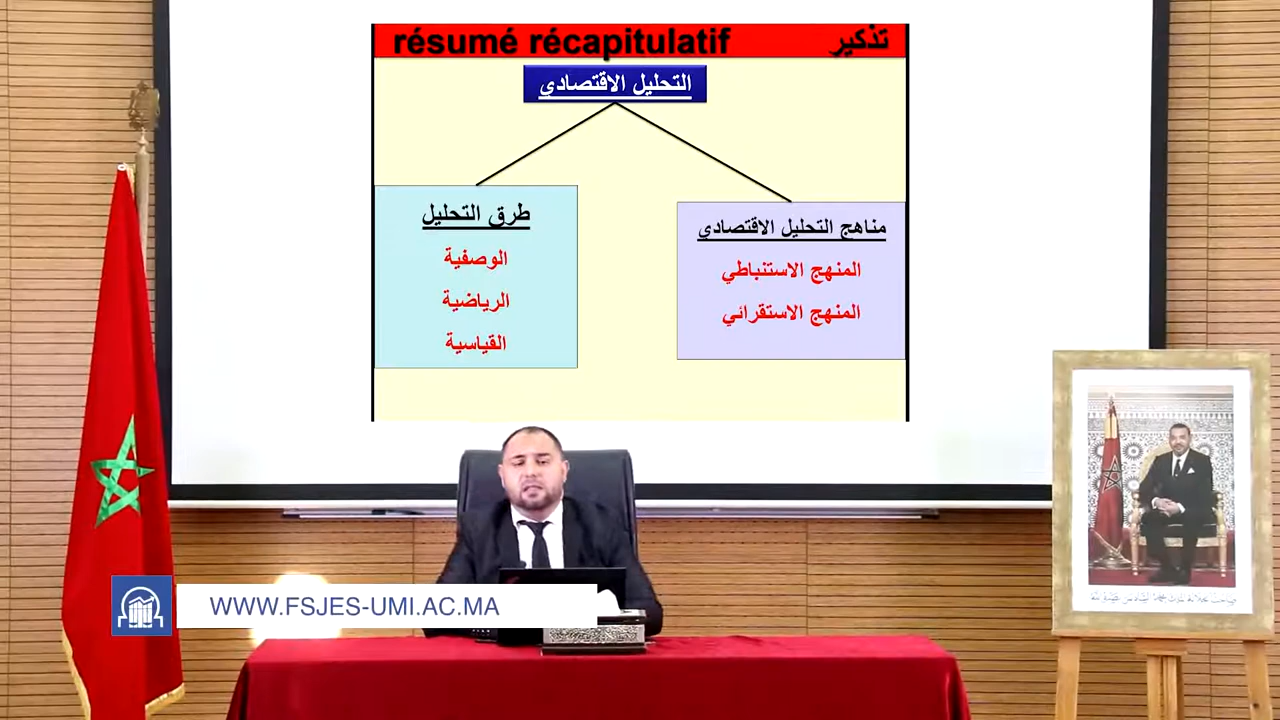 résumé récapitulatif تذكير
التحليل الاقتصادي
مناهج التحليل الاقتصادي
المنهج الاستنباطي
المنهج الاستقرائي
طرق التحليل
الوصفية
الرياضية
القياسية
WWW.FSJES-UMI.AC.MA